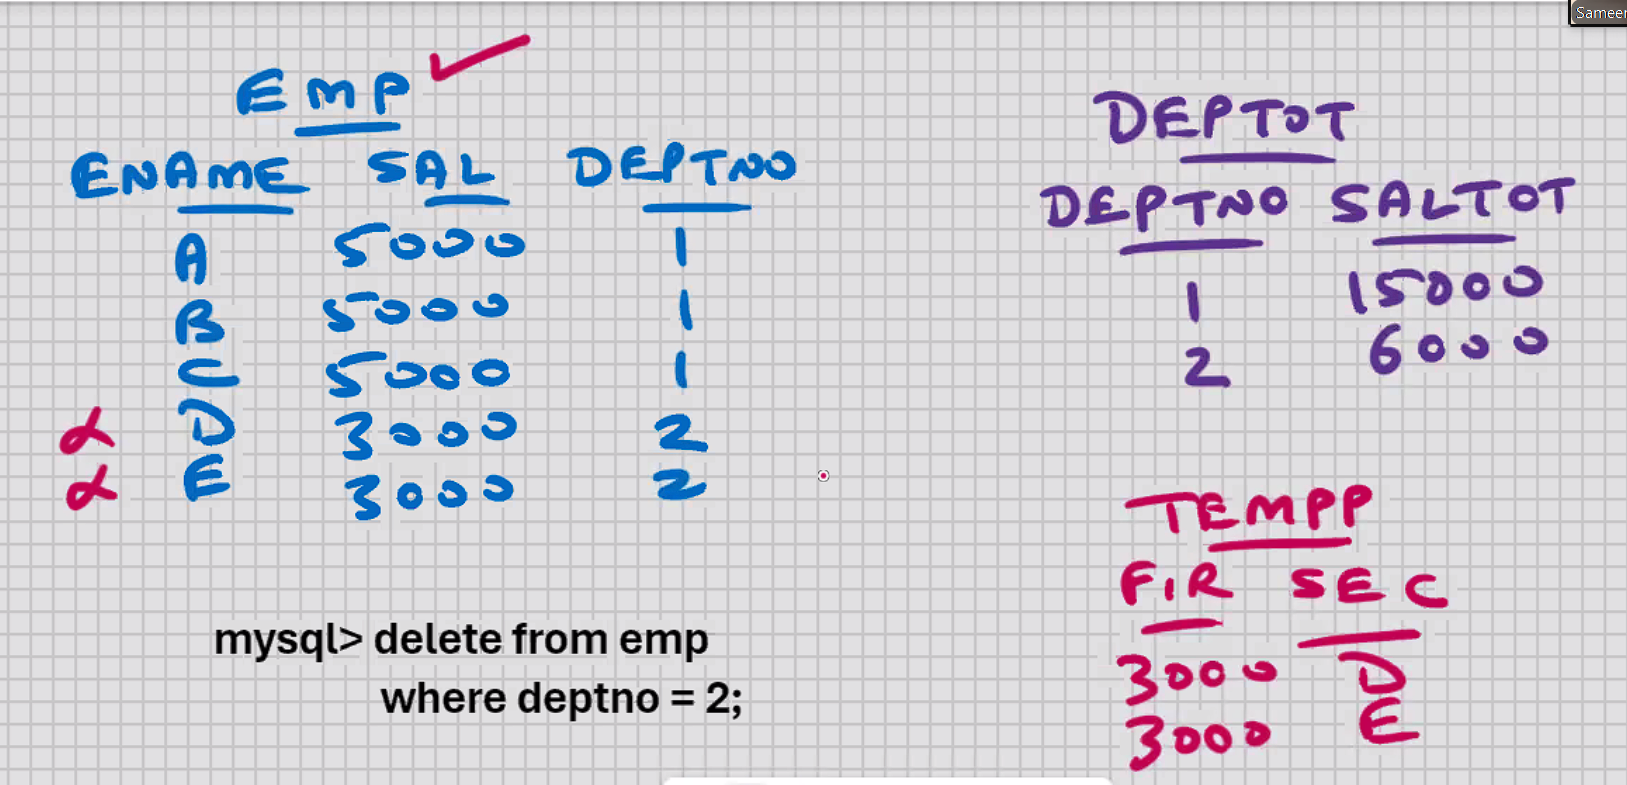 Sameer
EMP
ENAME SAL DEPTNO
A 5000 1
B 5000 1
C 5000 1
D 3000 2
E 3000 2
mysql> delete from emp
where deptno = 2;
DEPTOT
DEPTNO SALTOT
1 15000
2 6000
TEMPP
FIR SEC
3000 D
3000 E